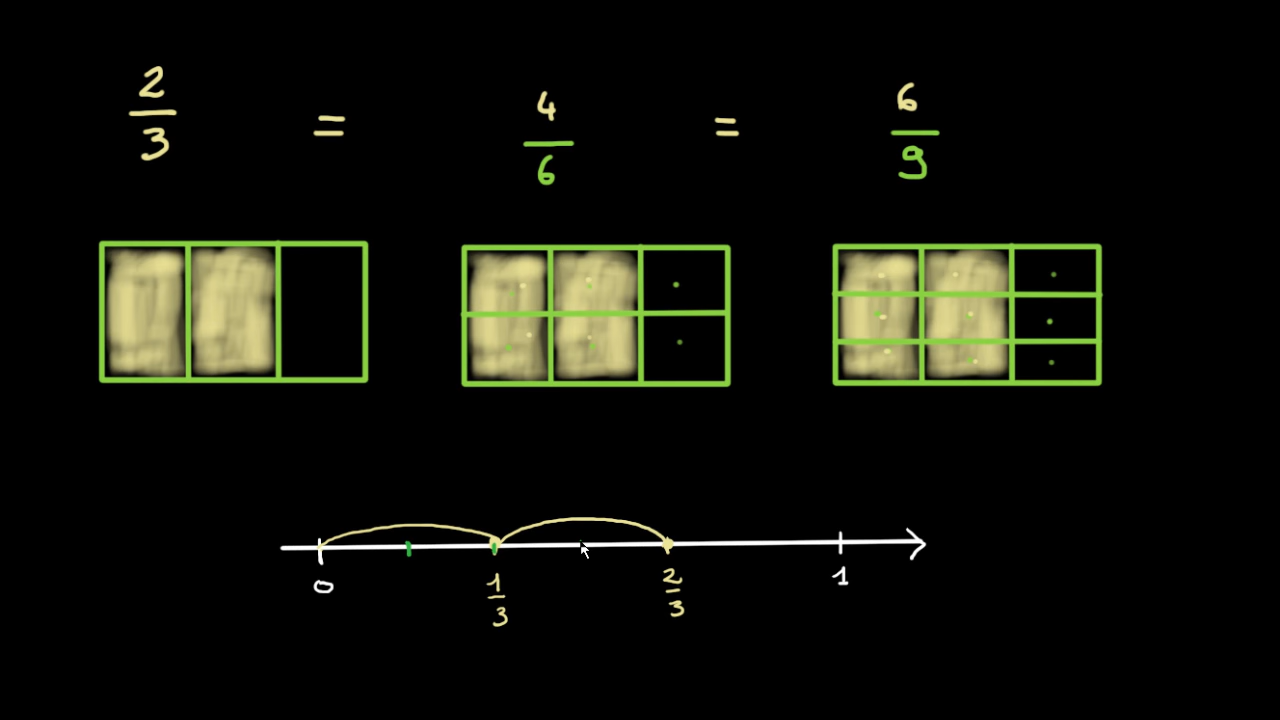 2/3 = 4/6 = 6/9
0 1/3 2/3 1